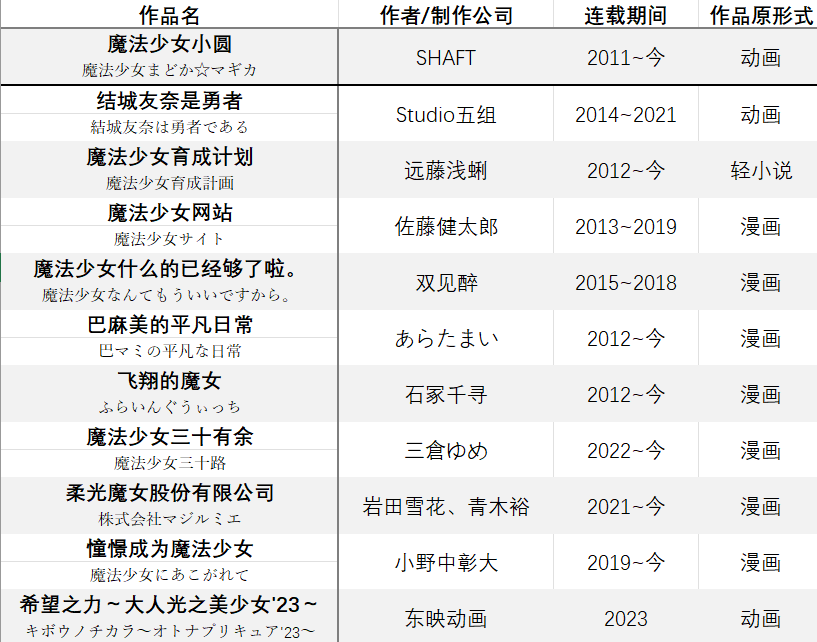 作品名 作者/制作公司 连载期间 作品原形式
魔法少女小圆
魔法少女まどか☆マギカ
SHAFT 2011~今 动画
结城友奈是勇者
結城友奈は勇者である
Studio五组 2014~2021 动画
魔法少女育成计划
魔法少女育成計画
远藤浅蜊 2012~今 轻小说
魔法少女网站
魔法少女サイト
佐藤健太郎 2013~2019 漫画
魔法少女什么的已经够了啦。
魔法少女なんてもういいですから。
双见醉 2015~2018 漫画
巴麻美的平凡日常
巴マミの平凡な日常
あらたまい 2012~今 漫画
飞翔的魔女
ふらいんぐうぃっち
石冢千寻 2012~今 漫画
魔法少女三十有余
魔法少女三十路
三倉ゆめ 2022~今 漫画
柔光魔女股份有限公司
株式会社マジルミエ
岩田雪花、青木裕 2021~今 漫画
憧憬成为魔法少女
魔法少女にあこがれて
小野中彰大 2019~今 漫画
希望之力～大人光之美少女'23～
キボウノチカラ～オトナプリキュア'23～
东映动画 2023 动画